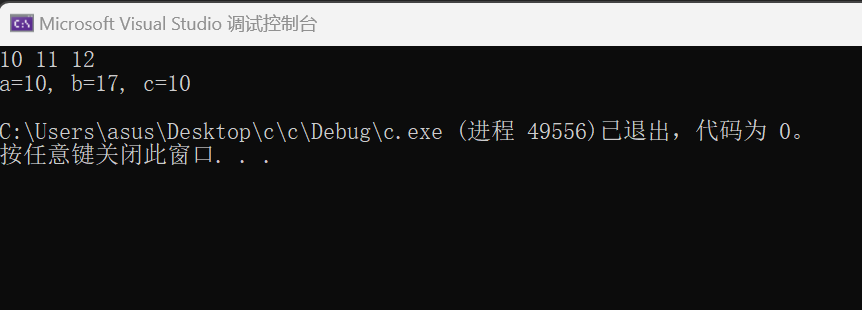 C:\ Microsoft Visual Studio 调试控制台
10 11 12
a=10, b=17, c=10
C:\Users\asus\Desktop\c\c\Debug\c.exe (进程 49556)已退出，代码为 0。
按任意键关闭此窗口. . .